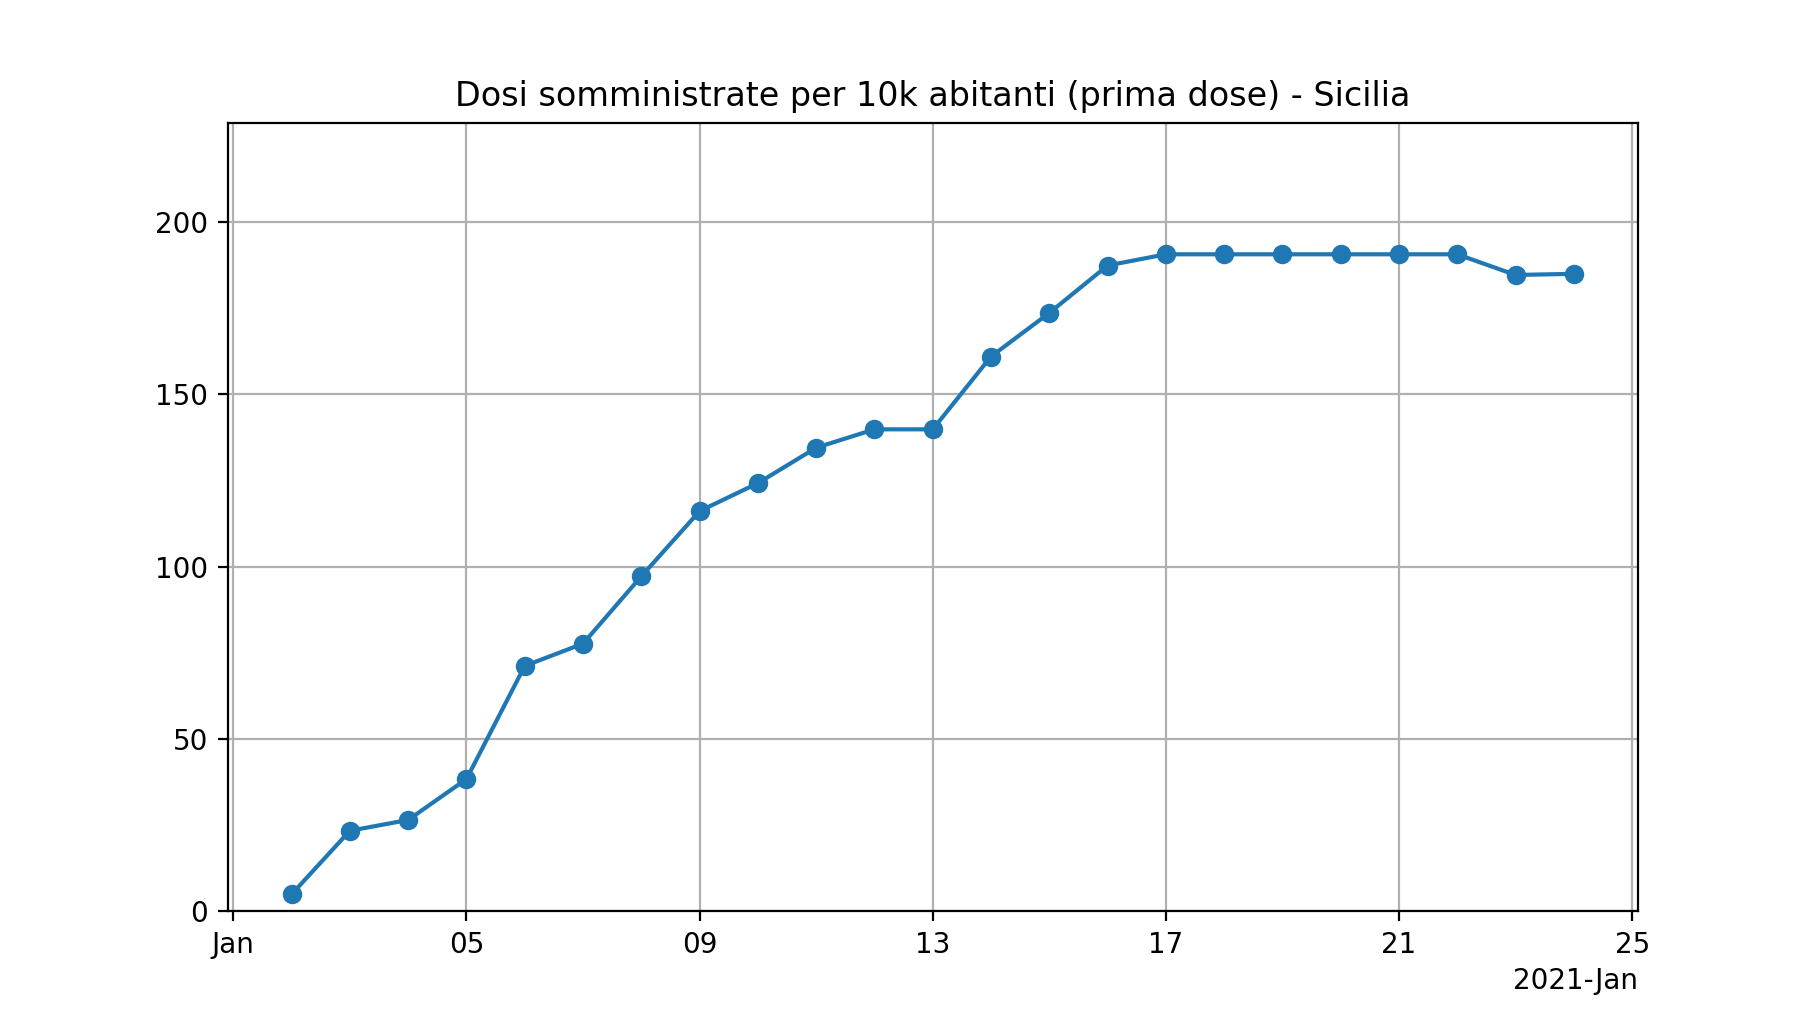 Dosi somministrate per 10k abitanti (prima dose) - Sicilia
200
150
100
50
0
Jan 05 09 13 17 21 25
2021-Jan